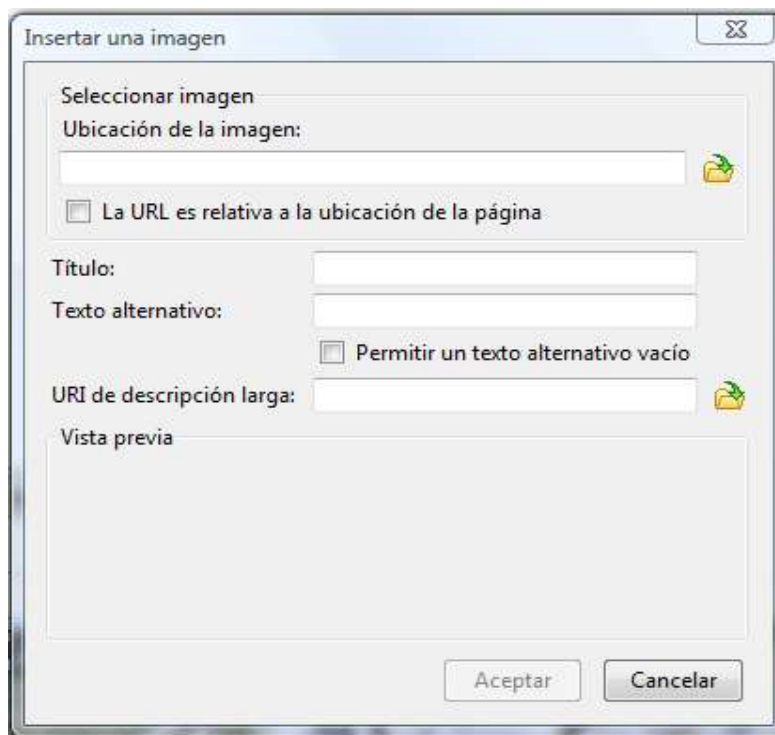 Insertar una imagen
Seleccionar imagen
Ubicación de la imagen:
La URL es relativa a la ubicación de la página
Título:
Texto alternativo:
Permitir un texto alternativo vacío
URI de descripción larga:
Vista previa
Aceptar Cancelar